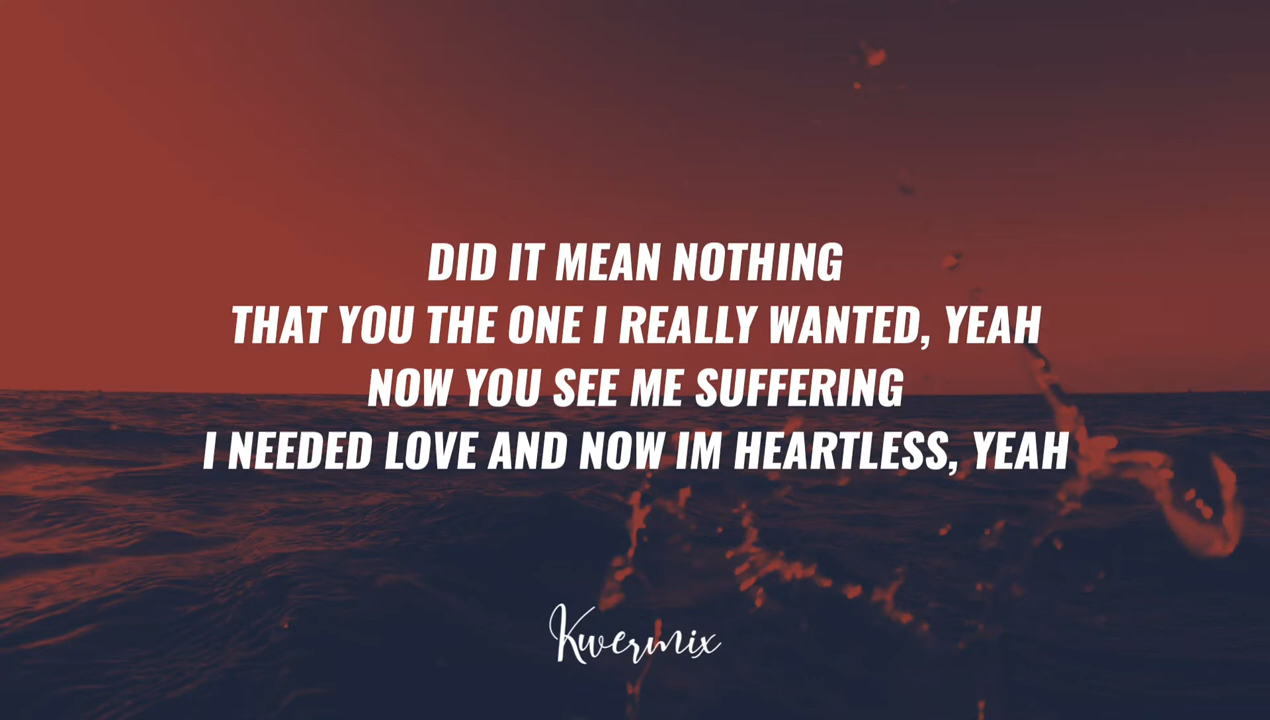 DID IT MEAN NOTHING
THAT YOU THE ONE I REALLY WANTED, YEAH
NOW YOU SEE ME SUFFERING
I NEEDED LOVE AND NOW IM HEARTLESS, YEAH
Kwermix